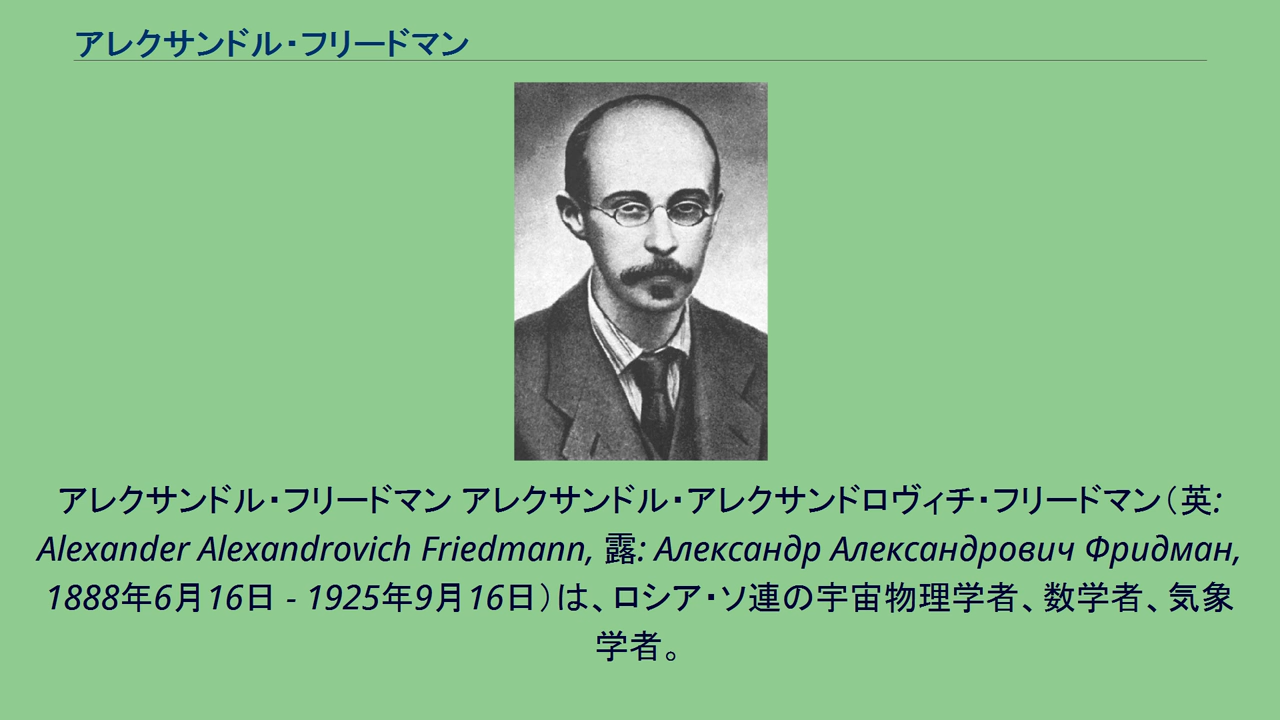 アレクサンドル・フリードマン
アレクサンドル・フリードマン アレクサンドル・アレクサンドロヴィチ・フリードマン（英:
Alexander Alexandrovich Friedmann, 露: Александр Александрович Фридман,
1888年6月16日 - 1925年9月16日）は、ロシア・ソ連の宇宙物理学者、数学者、気象
学者。